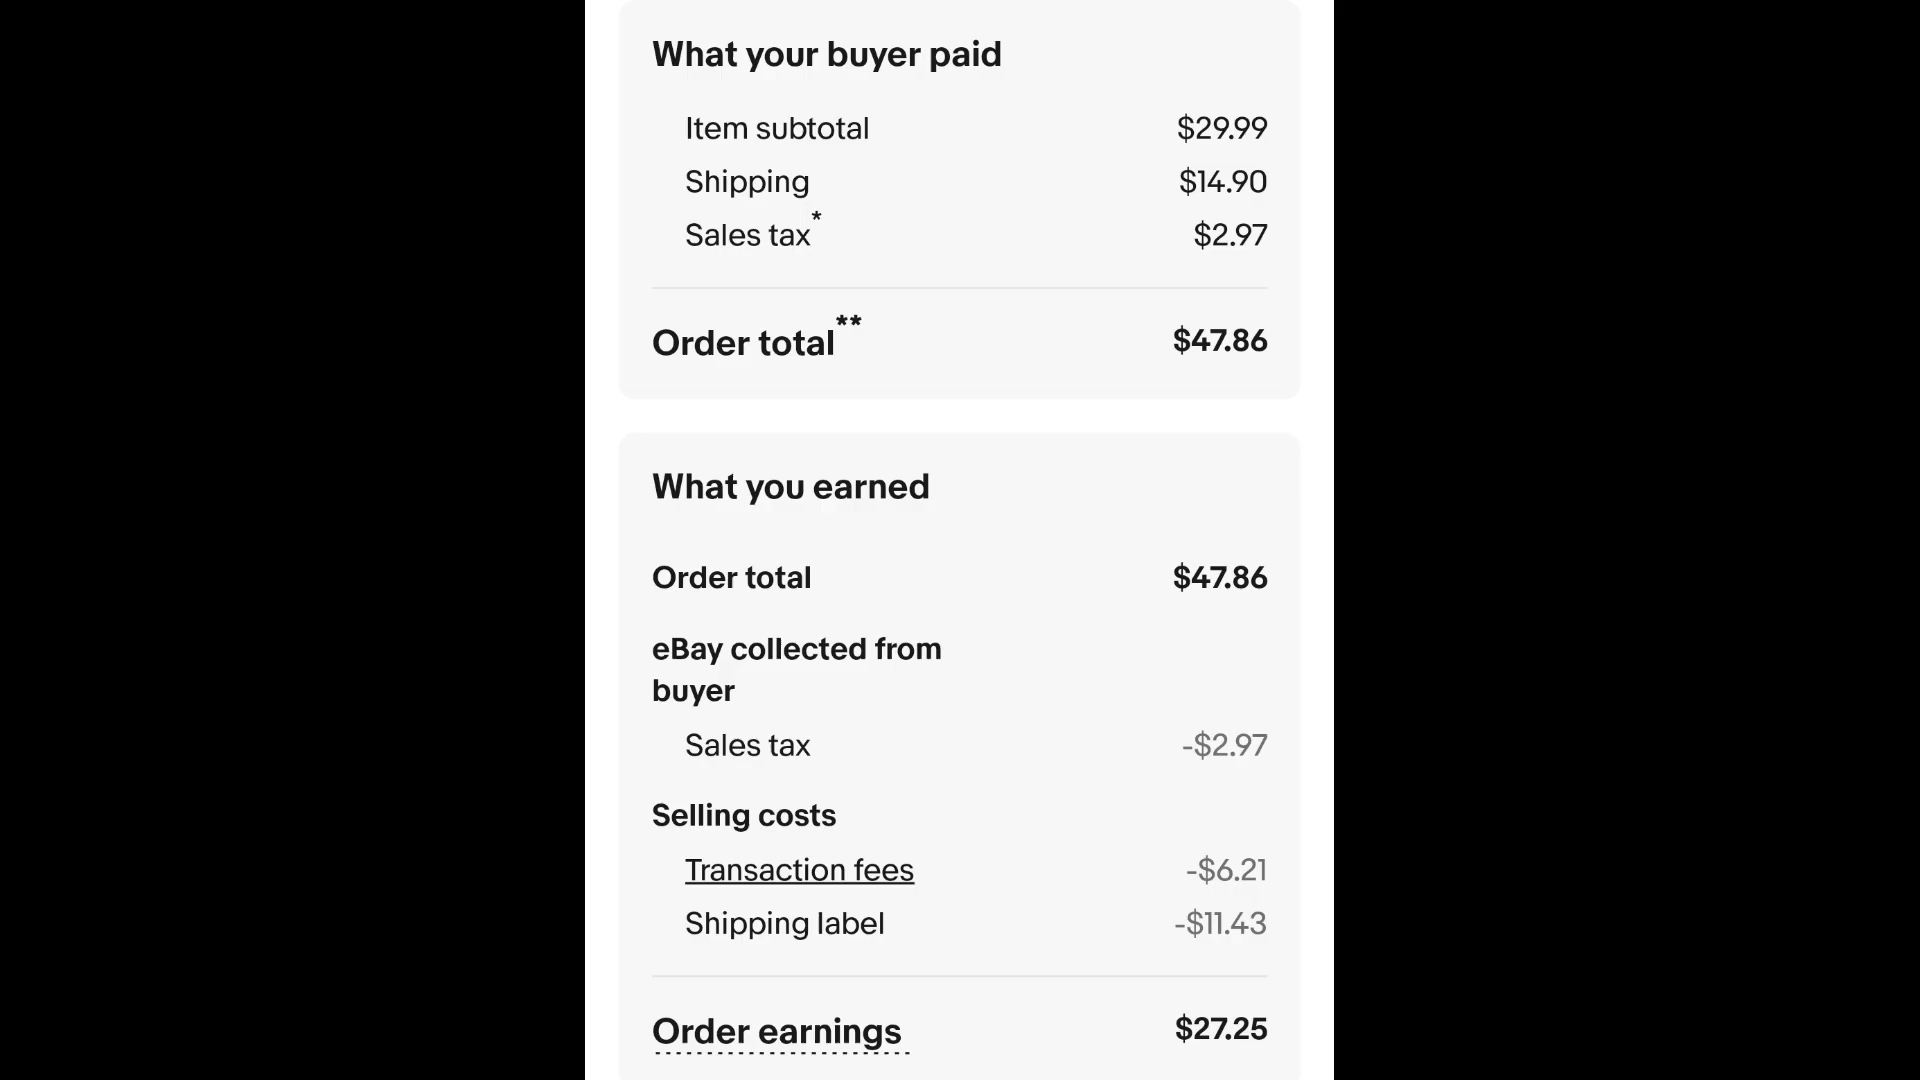 What your buyer paid
Item subtotal $29.99
Shipping $14.90
Sales tax* $2.97
Order total** $47.86
What you earned
Order total $47.86
eBay collected from
buyer
Sales tax -$2.97
Selling costs
Transaction fees -$6.21
Shipping label -$11.43
Order earnings $27.25